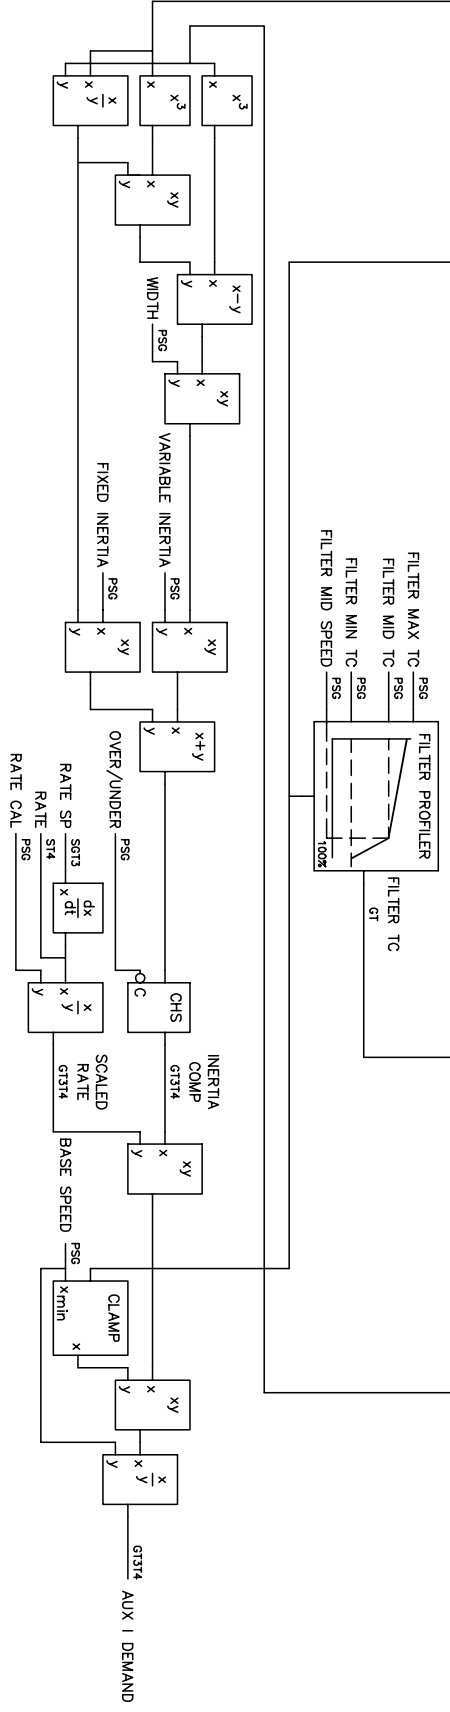 x
y
x
y
x
x³
x
x³
x
y
xy
x
y
x−y
WIDTH
PSG
x
y
xy
VARIABLE INERTIA
PSG
FIXED INERTIA
PSG
x
y
xy
x
y
xy
x
y
x+y
FILTER MAX TC
PSG
FILTER MID TC
PSG
FILTER MIN TC
PSG
FILTER MID SPEED
PSG
FILTER PROFILER
100%
FILTER TC
GT
OVER/UNDER
PSG
RATE SP
SGT3
RATE
ST4
RATE CAL
PSG
x
dx
dt
x
y
x
y
C
CHS
INERTIA
COMP
GT3T4
SCALED
RATE
GT3T4
x
y
xy
BASE SPEED
PSG
CLAMP
xmin
x
x
y
xy
x
y
x
y
GT3T4
AUX I DEMAND